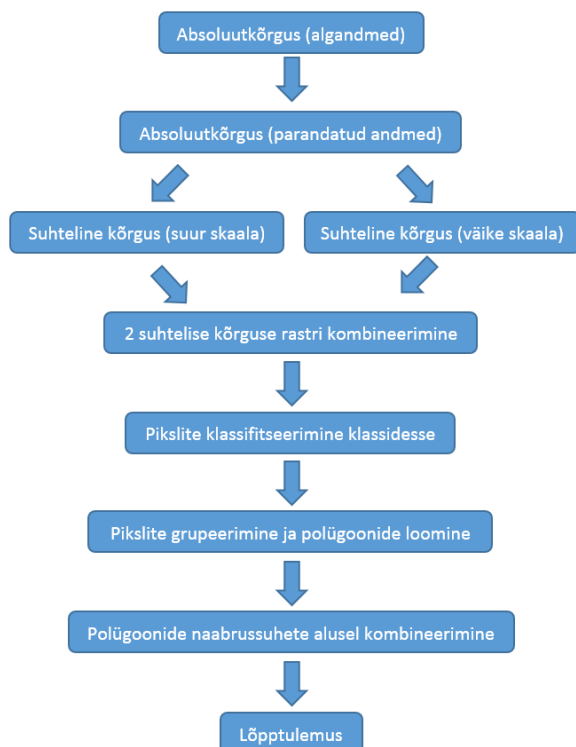 Absoluutkõrgus (algandmed)
Absoluutkõrgus (parandatud andmed)
Suhteline kõrgus (suur skaala)
Suhteline kõrgus (väike skaala)
2 suhtelise kõrguse rastri kombineerimine
Pikslite klassifitseerimine klassidesse
Pikslite grupeerimine ja polügoonide loomine
Polügoonide naabrussuhete alusel kombineerimine
Lõpptulemus